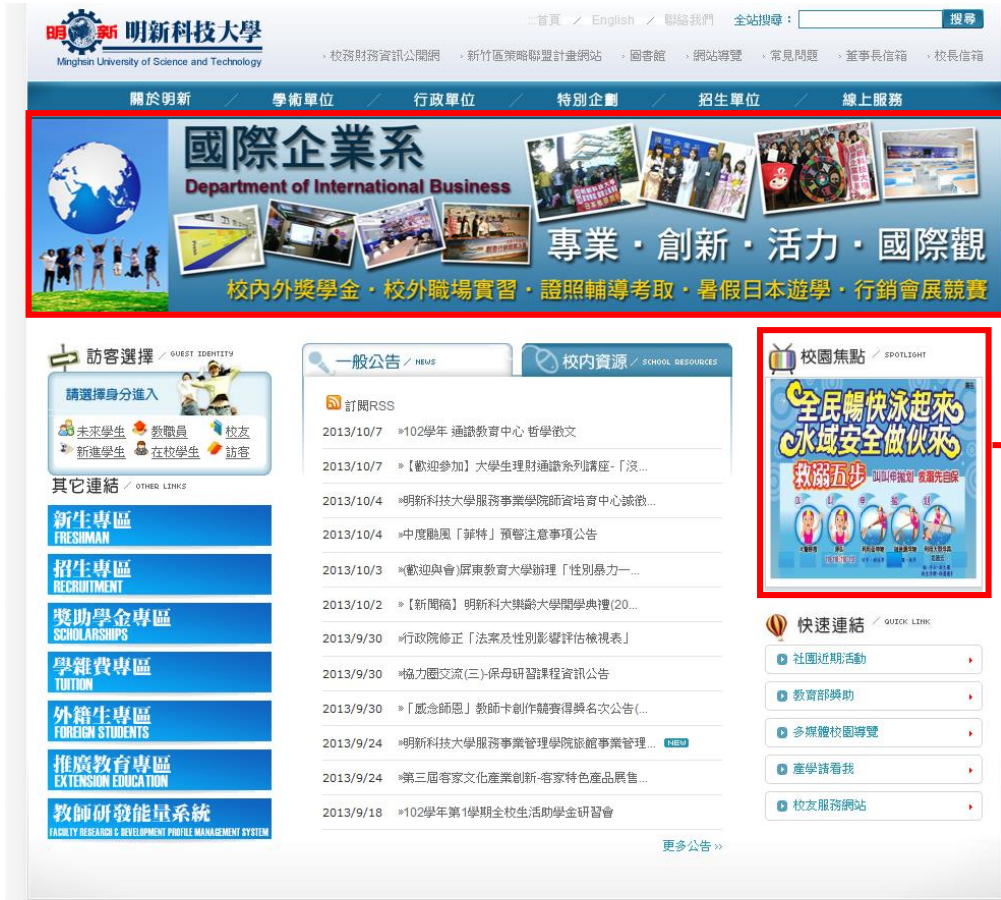 :::首頁 / English / 聯絡我們 全站搜尋： 搜尋
明新 明新科技大學
Minghsin University of Science and Technology
校務財務資訊公開網 新竹區策略聯盟計畫網站 圖書館 網站導覽 常見問題 董事長信箱 校長信箱
關於明新 / 學術單位 / 行政單位 / 特別企劃 / 招生單位 / 線上服務
國際企業系
Department of International Business
專業・創新・活力・國際觀
校內外獎學金・校外職場實習・證照輔導考取・暑假日本遊學・行銷會展競賽
訪客選擇 / GUEST IDENTITY
請選擇身分進入
未來學生 教職員 校友
新進學生 在校學生 訪客
其它連結 / OTHER LINKS
新生專區
FRESHMAN
招生專區
RECRUITMENT
獎助學金專區
SCHOLARSHIPS
學雜費專區
TUITION
外籍生專區
FOREIGN STUDENTS
推廣教育專區
EXTENSION EDUCATION
教師研發能量系統
FACULTY RESEARCH & DEVELOPMENT PROFILE MANAGEMENT SYSTEM
一般公告 / NEWS
校内資源 / SCHOOL RESOURCES
訂閱RSS
2013/10/7 »102學年 通識教育中心 哲學徵文
2013/10/7 »【歡迎參加】大學生理財通識系列講座-「沒...
2013/10/4 »明新科技大學服務事業學院師資培育中心誠徵...
2013/10/4 »中度颱風「菲特」預警注意事項公告
2013/10/3 »(歡迎與會)屏東教育大學辦理「性別暴力—...
2013/10/2 »【新聞稿】明新科大樂齡大學開學典禮(20...
2013/9/30 »行政院修正「法案及性別影響評估檢視表」
2013/9/30 »協力圈交流(三)-保母研習課程資訊公告
2013/9/30 »「感念師恩」教師卡創作競賽得獎名次公告(...
2013/9/24 »明新科技大學服務事業管理學院旅館事業管理... NEW
2013/9/24 »第三屆客家文化產業創新-客家特色產品展售...
2013/9/18 »102學年第1學期全校生活助學金研習會
更多公告 »
校園焦點 / SPOTLIGHT
全民暢快泳起來
水域安全做伙來
救溺五步 叫叫伸拋划 救溺先自保
快速連結 / QUICK LINK
社團近期活動
教育部獎助
多媒體校園導覽
產學請看我
校友服務網站